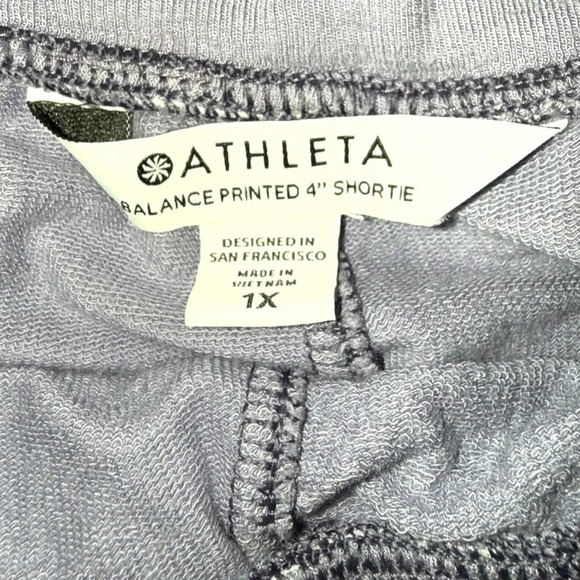 ATHLETA
BALANCE PRINTED 4" SHORTIE
DESIGNED IN
SAN FRANCISCO
MADE IN
VIETNAM
1X